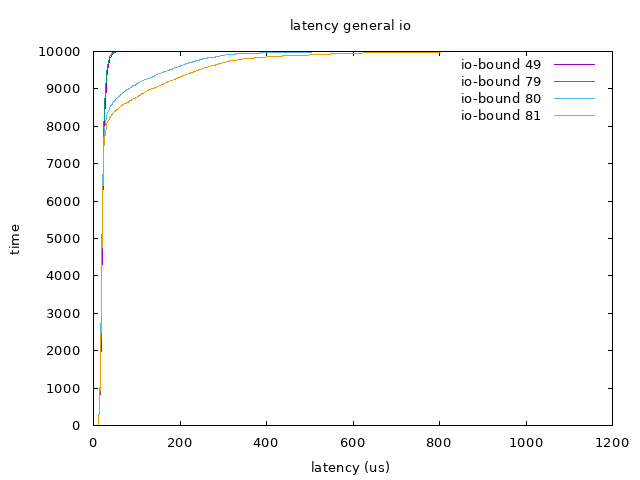 latency general io
10000
9000
8000
7000
6000
5000
4000
3000
2000
1000
0
time
io-bound 49
io-bound 79
io-bound 80
io-bound 81
0 200 400 600 800 1000 1200
latency (us)